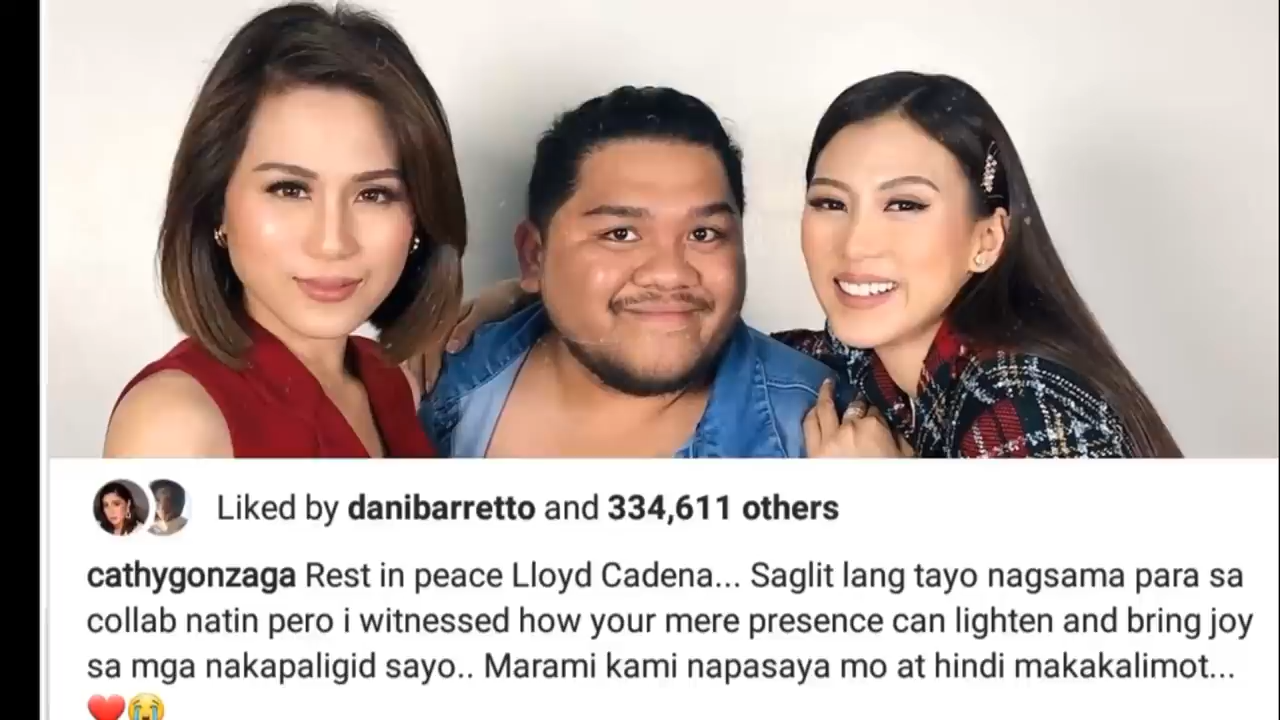 Liked by danibarretto and 334,611 others
cathygonzaga Rest in peace Lloyd Cadena... Saglit lang tayo nagsama para sa
collab natin pero i witnessed how your mere presence can lighten and bring joy
sa mga nakapaligid sayo.. Marami kami napasaya mo at hindi makakalimot...
❤️😭